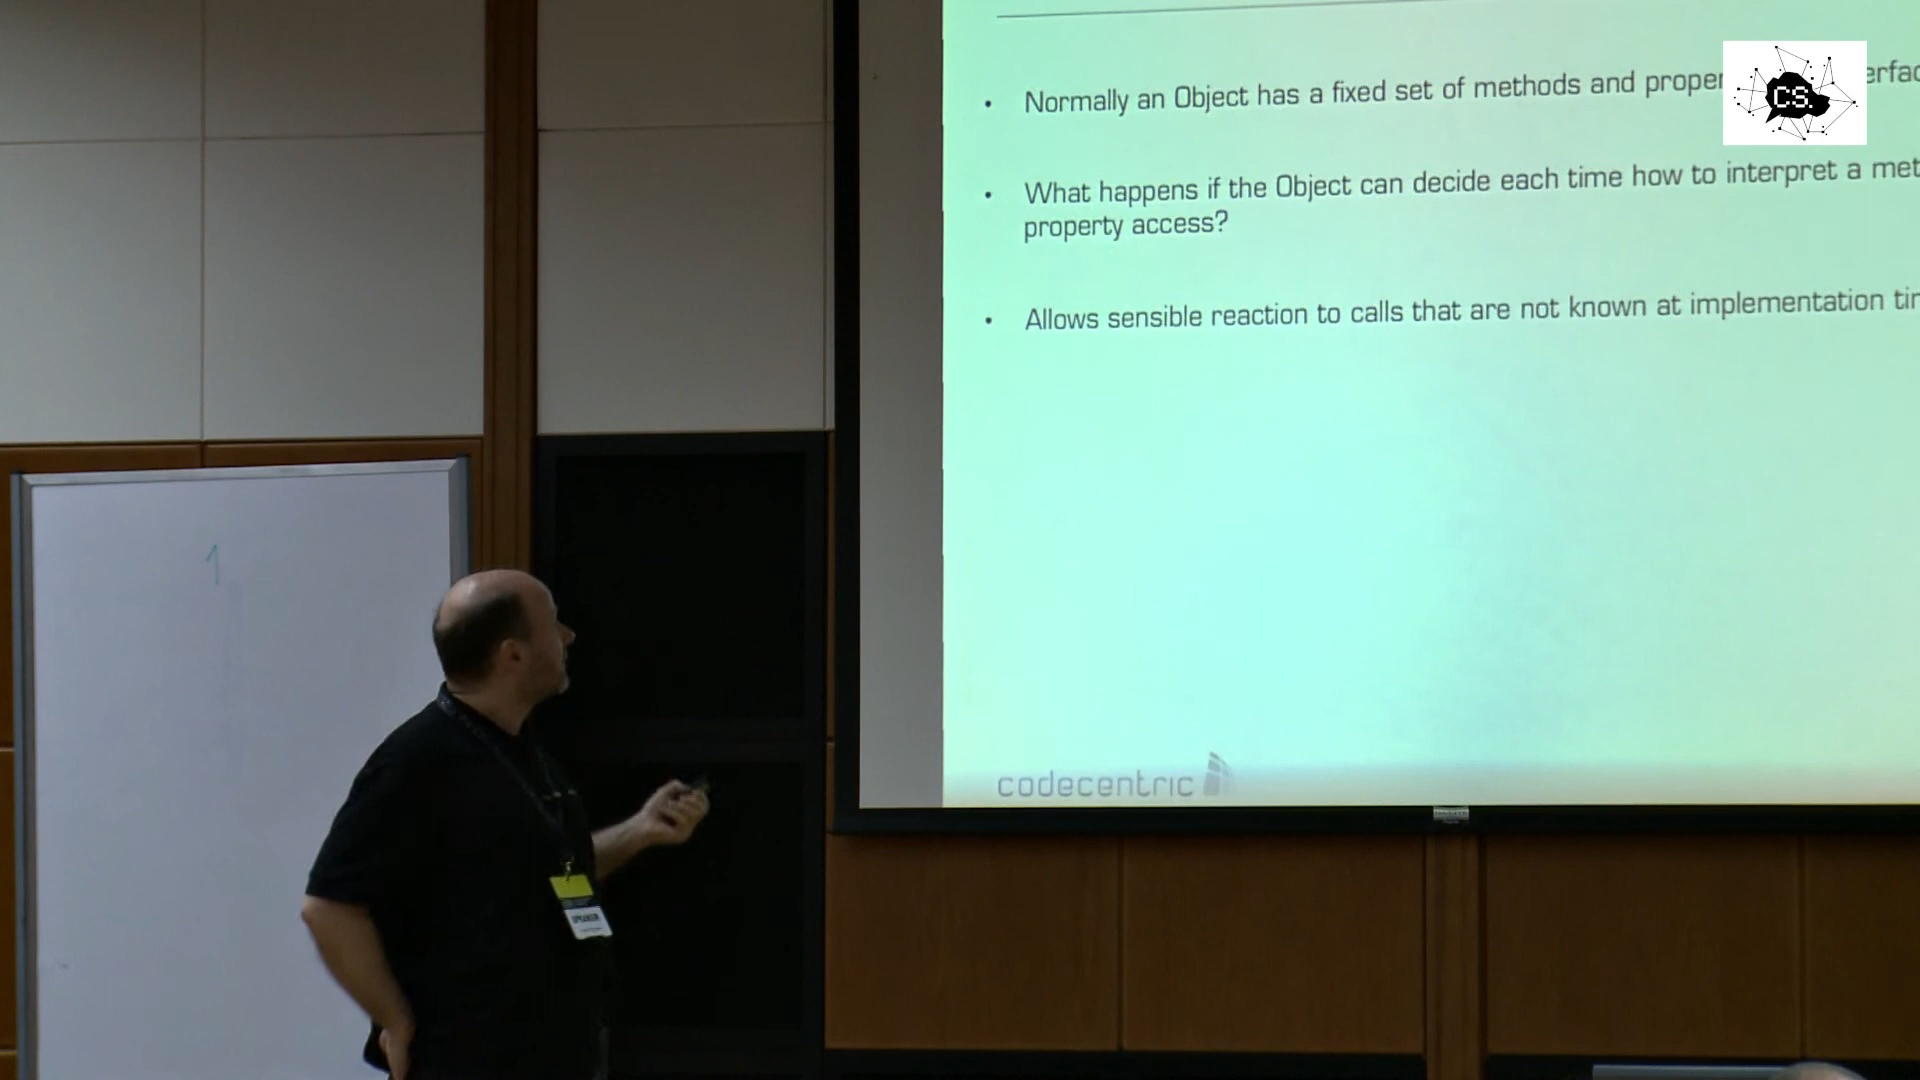 Normally an Object has a fixed set of methods and proper
CS.
What happens if the Object can decide each time how to interpret a met
property access?
Allows sensible reaction to calls that are not known at implementation
codecentric
1
SPEAKER